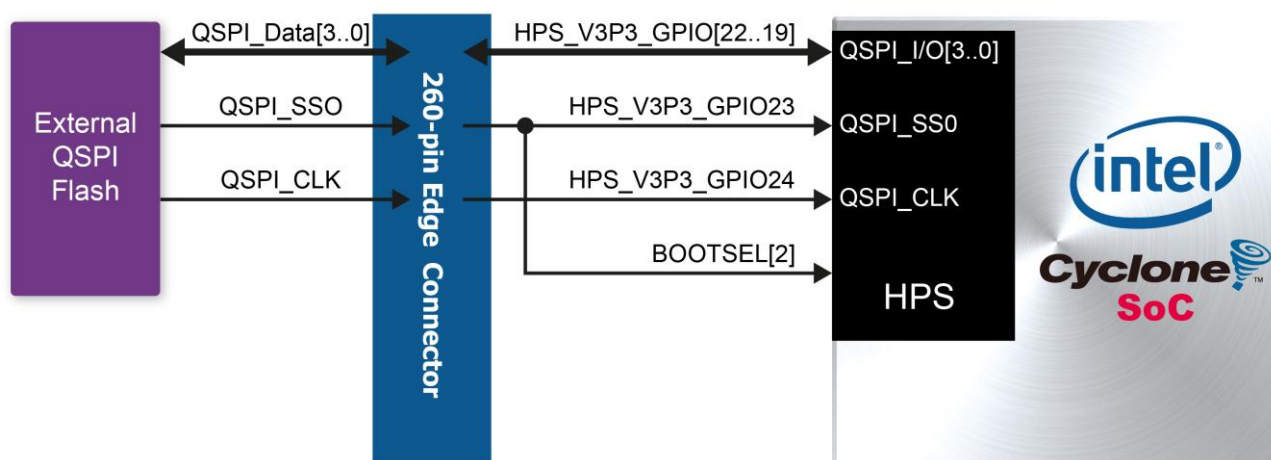 QSPI_Data[3..0]
HPS_V3P3_GPIO[22..19]
QSPI_I/O[3..0]
QSPI_SSO
HPS_V3P3_GPIO23
QSPI_SS0
QSPI_CLK
HPS_V3P3_GPIO24
QSPI_CLK
BOOTSEL[2]
External
QSPI
Flash
260-pin Edge Connector
HPS
intel®
Cyclone™
SoC